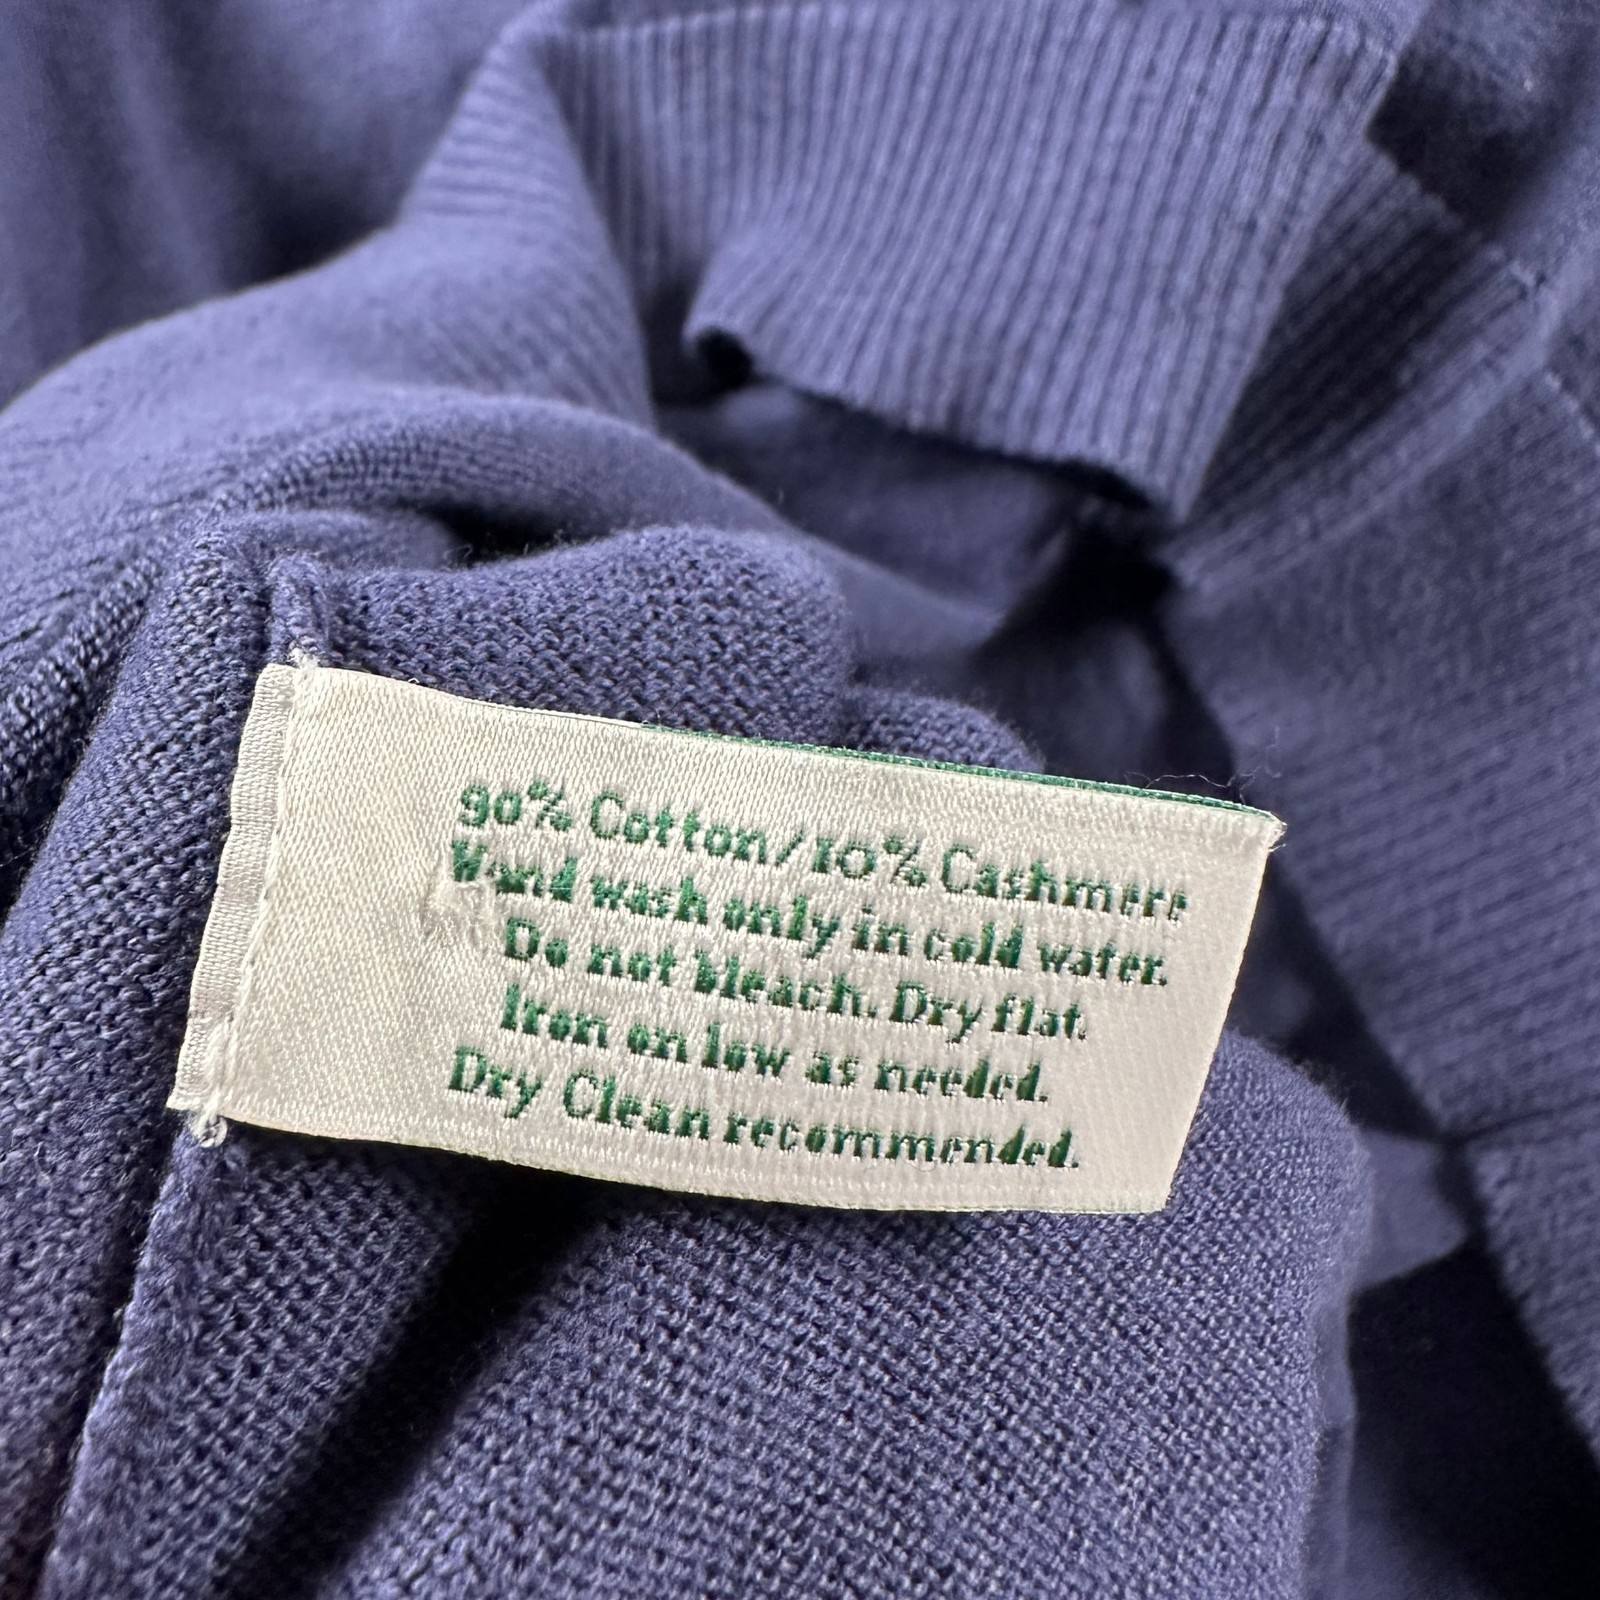 90% Cotton/10% Cashmere
Hand wash only in cold water.
Do not bleach. Dry flat.
Iron on low as needed.
Dry Clean recommended.